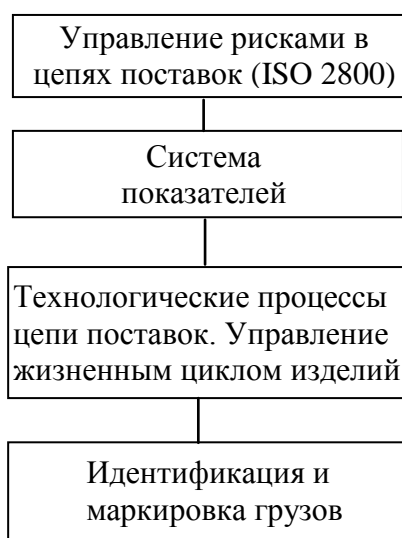 Управление рисками в
цепях поставок (ISO 2800)
Система
показателей
Технологические процессы
цепи поставок. Управление
жизненным циклом изделий
Идентификация и
маркировка грузов